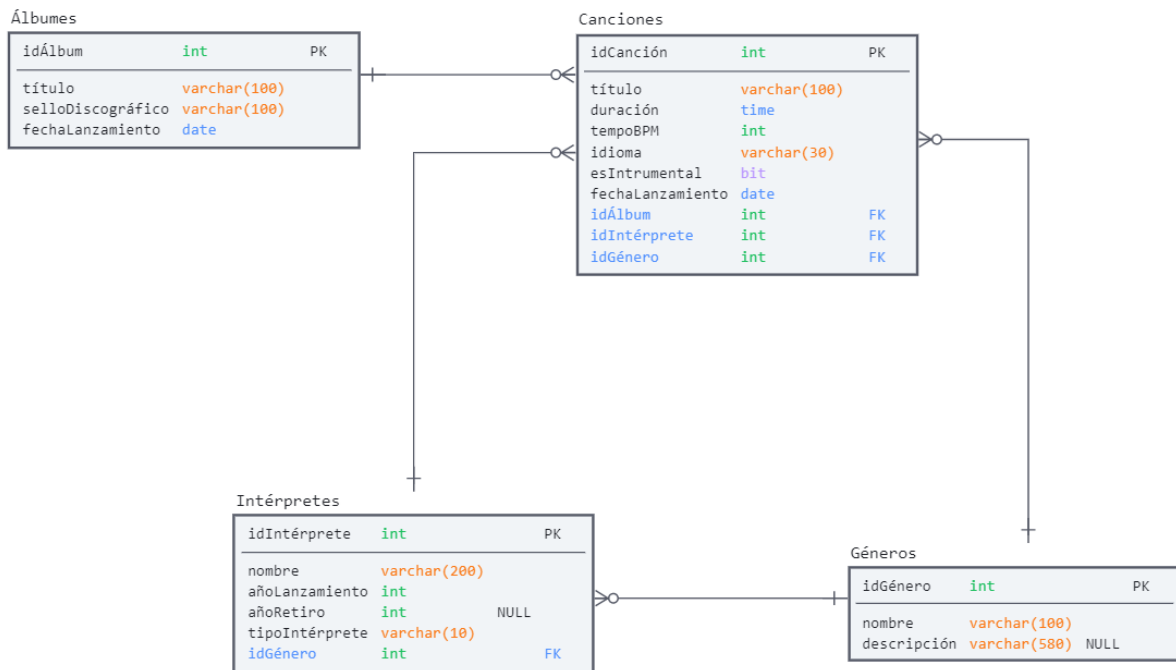 Álbumes
idÁlbum int PK
título varchar(100)
selloDiscográfico varchar(100)
fechaLanzamiento date
Canciones
idCanción int PK
título varchar(100)
duración time
tempoBPM int
idioma varchar(30)
esIntrumental bit
fechaLanzamiento date
idÁlbum int FK
idIntérprete int FK
idGénero int FK
Intérpretes
idIntérprete int PK
nombre varchar(200)
añoLanzamiento int
añoRetiro int NULL
tipoIntérprete varchar(10)
idGénero int FK
Géneros
idGénero int PK
nombre varchar(100)
descripción varchar(580) NULL